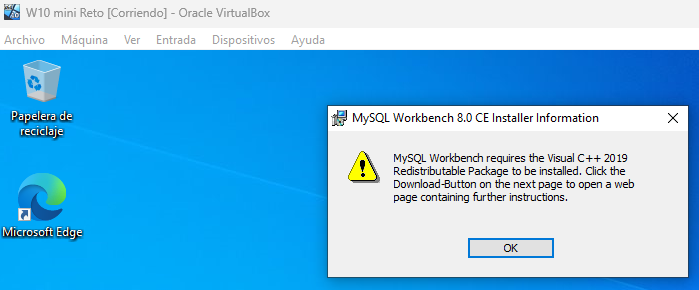 W10 mini Reto [Corriendo] - Oracle VirtualBox
Archivo Máquina Ver Entrada Dispositivos Ayuda
Papelera de
reciclaje
Microsoft Edge
MySQL Workbench 8.0 CE Installer Information
MySQL Workbench requires the Visual C++ 2019
Redistributable Package to be installed. Click the
Download-Button on the next page to open a web
page containing further instructions.
OK